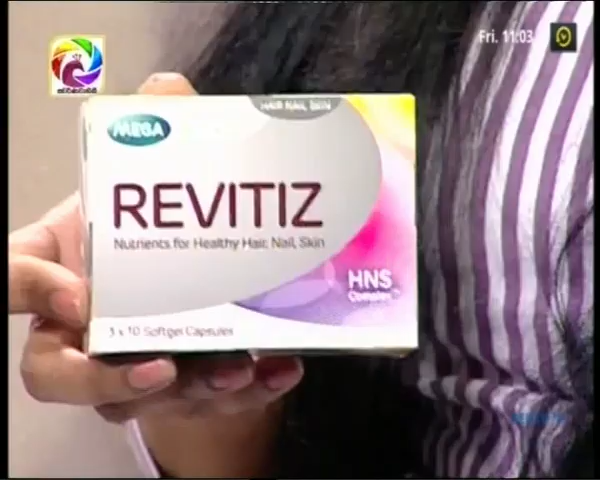 Fri. 11:03
HAIR NAIL SKIN
MEGA
REVITIZ
Nutrients for Healthy Hair, Nail, Skin
HNS
Complex
3 x 10 Softgel Capsules